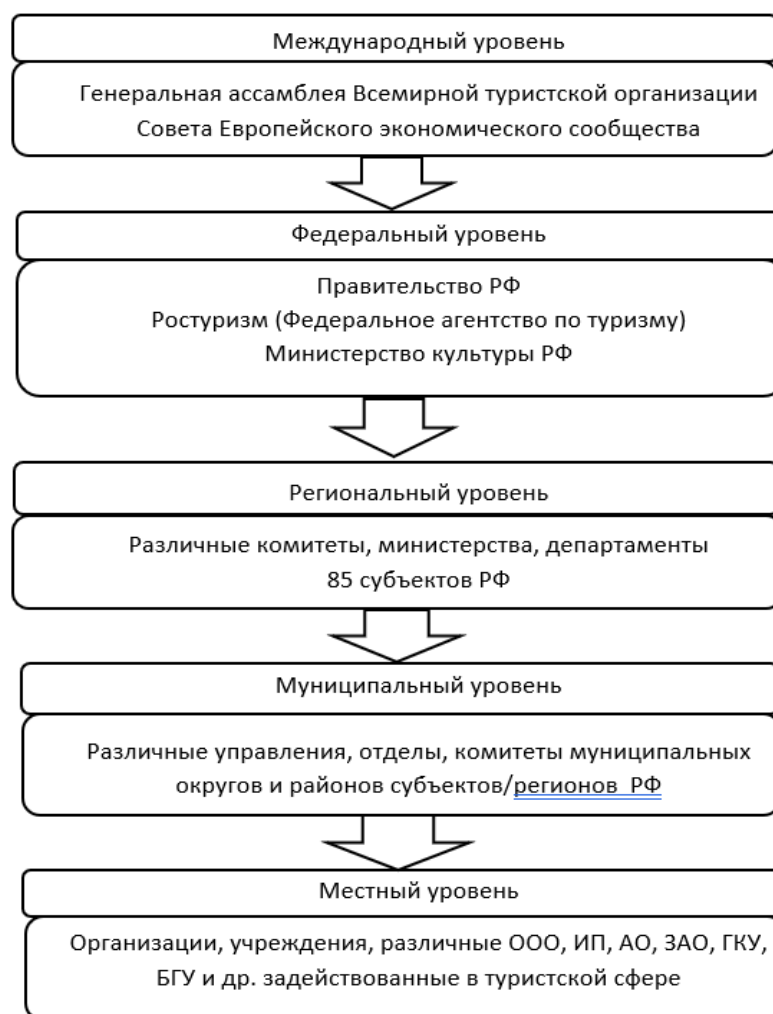 Международный уровень
Генеральная ассамблея Всемирной туристской организации
Совета Европейского экономического сообщества
Федеральный уровень
Правительство РФ
Ростуризм (Федеральное агентство по туризму)
Министерство культуры РФ
Региональный уровень
Различные комитеты, министерства, департаменты
85 субъектов РФ
Муниципальный уровень
Различные управления, отделы, комитеты муниципальных
округов и районов субъектов/регионов РФ
Местный уровень
Организации, учреждения, различные ООО, ИП, АО, ЗАО, ГКУ,
БГУ и др. задействованные в туристской сфере